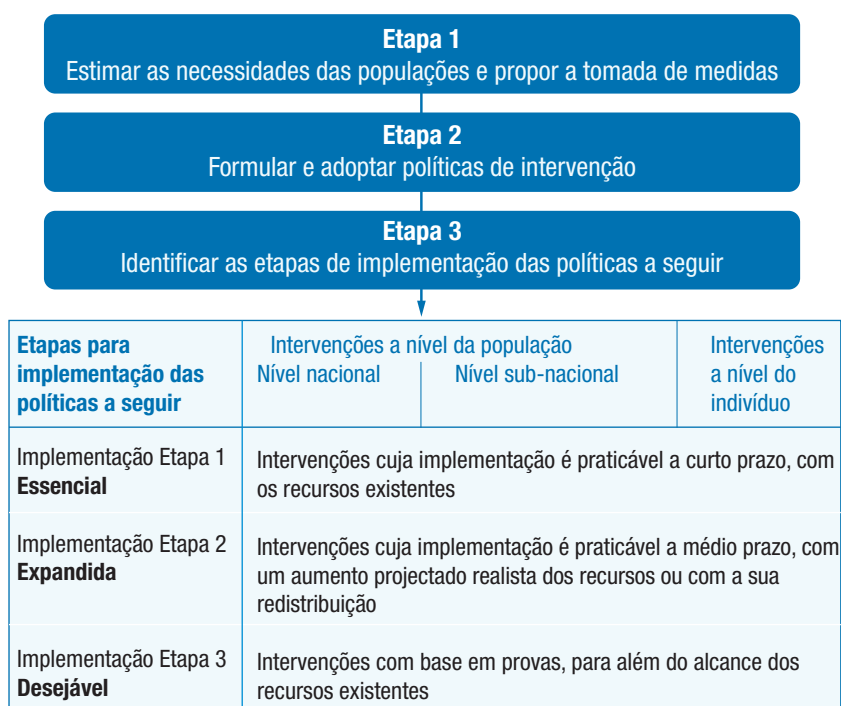 Etapa 1
Estimar as necessidades das populações e propor a tomada de medidas
Etapa 2
Formular e adoptar políticas de intervenção
Etapa 3
Identificar as etapas de implementação das políticas a seguir
Etapas para
implementação das
políticas a seguir
Intervenções a nível da população
Nível nacional
Nível sub-nacional
Intervenções
a nível do
indivíduo
Implementação Etapa 1
Essencial
Intervenções cuja implementação é praticável a curto prazo, com
os recursos existentes
Implementação Etapa 2
Expandida
Intervenções cuja implementação é praticável a médio prazo, com
um aumento projectado realista dos recursos ou com a sua
redistribuição
Implementação Etapa 3
Desejável
Intervenções com base em provas, para além do alcance dos
recursos existentes